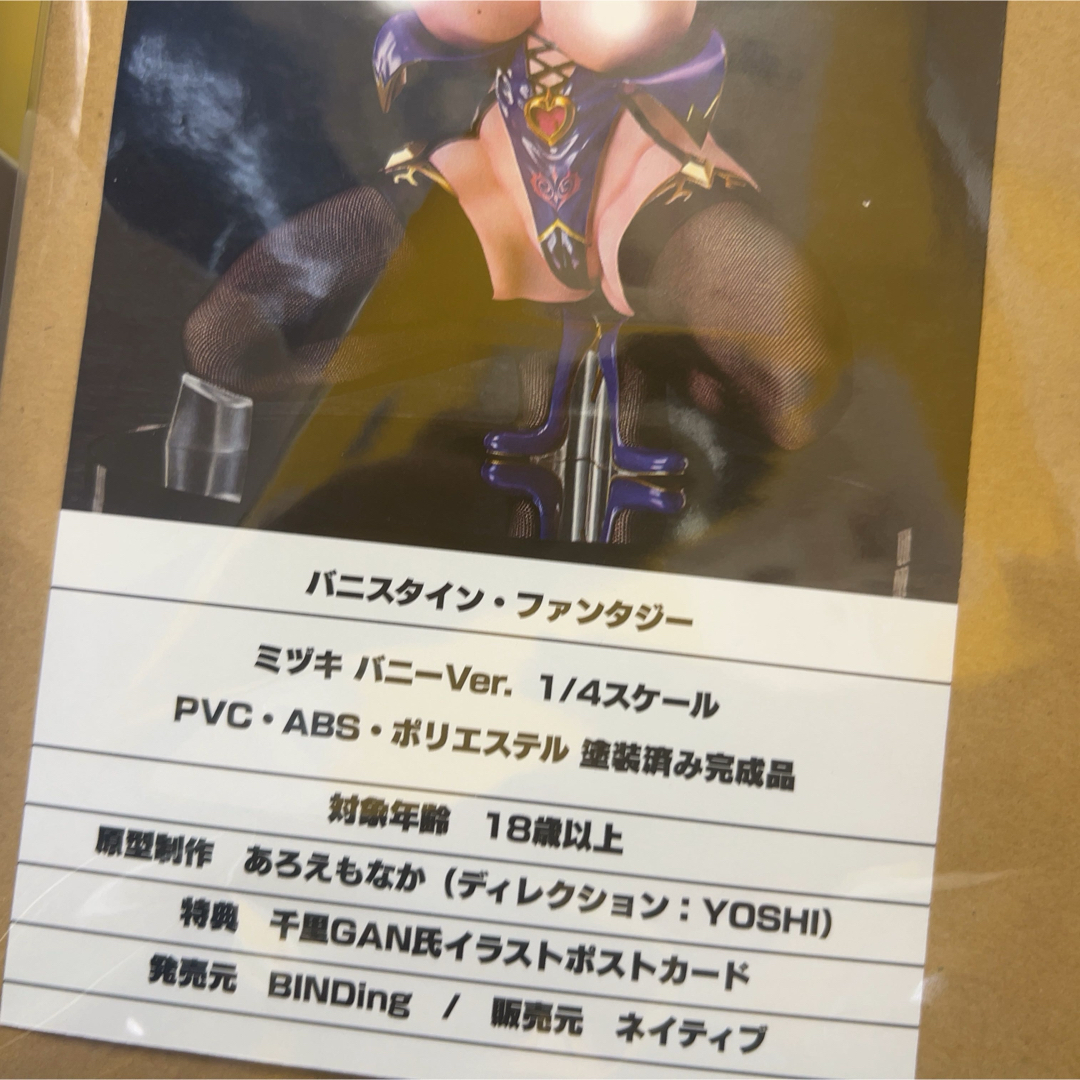 バニスタイン・ファンタジー
ミヅキ バニーVer. 1/4スケール
PVC・ABS・ポリエステル 塗装済み完成品
対象年齢 18歳以上
原型制作 あろえもなか（ディレクション：YOSHI）
特典 千里GAN氏イラストポストカード
発売元 BINDing / 販売元 ネイティブ